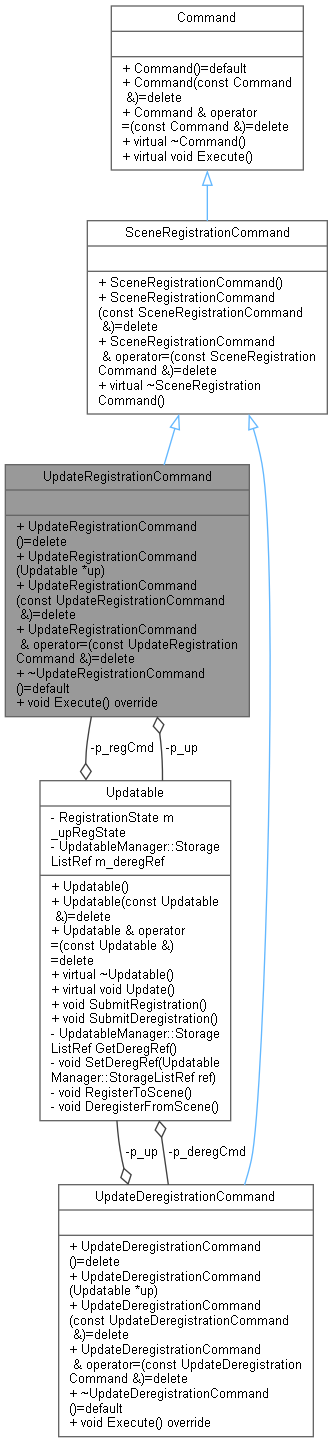 Command
+ Command()=default
+ Command(const Command
&)=delete
+ Command & operator
=(const Command &)=delete
+ virtual ~Command()
+ virtual void Execute()
SceneRegistrationCommand
+ SceneRegistrationCommand()
+ SceneRegistrationCommand
(const SceneRegistrationCommand
&)=delete
+ SceneRegistrationCommand
& operator=(const SceneRegistration
Command &)=delete
+ virtual ~SceneRegistration
Command()
UpdateRegistrationCommand
+ UpdateRegistrationCommand
()=delete
+ UpdateRegistrationCommand
(Updatable *up)
+ UpdateRegistrationCommand
(const UpdateRegistrationCommand
&)=delete
+ UpdateRegistrationCommand
& operator=(const UpdateRegistration
Command &)=delete
+ ~UpdateRegistrationCommand
()=default
+ void Execute() override
-p_regCmd
-p_up
Updatable
- RegistrationState m
_upRegState
- UpdatableManager::Storage
ListRef m_deregRef
+ Updatable()
+ Updatable(const Updatable
&)=delete
+ Updatable & operator
=(const Updatable &)
=delete
+ virtual ~Updatable()
+ virtual void Update()
+ void SubmitRegistration()
+ void SubmitDeregistration()
- UpdatableManager::Storage
ListRef GetDeregRef()
- void SetDeregRef(Updatable
Manager::StorageListRef ref)
- void RegisterToScene()
- void DeregisterFromScene()
-p_up
-p_deregCmd
UpdateDeregistrationCommand
+ UpdateDeregistrationCommand
()=delete
+ UpdateDeregistrationCommand
(Updatable *up)
+ UpdateDeregistrationCommand
(const UpdateDeregistrationCommand
&)=delete
+ UpdateDeregistrationCommand
& operator=(const UpdateDeregistration
Command &)=delete
+ ~UpdateDeregistrationCommand
()=default
+ void Execute() override